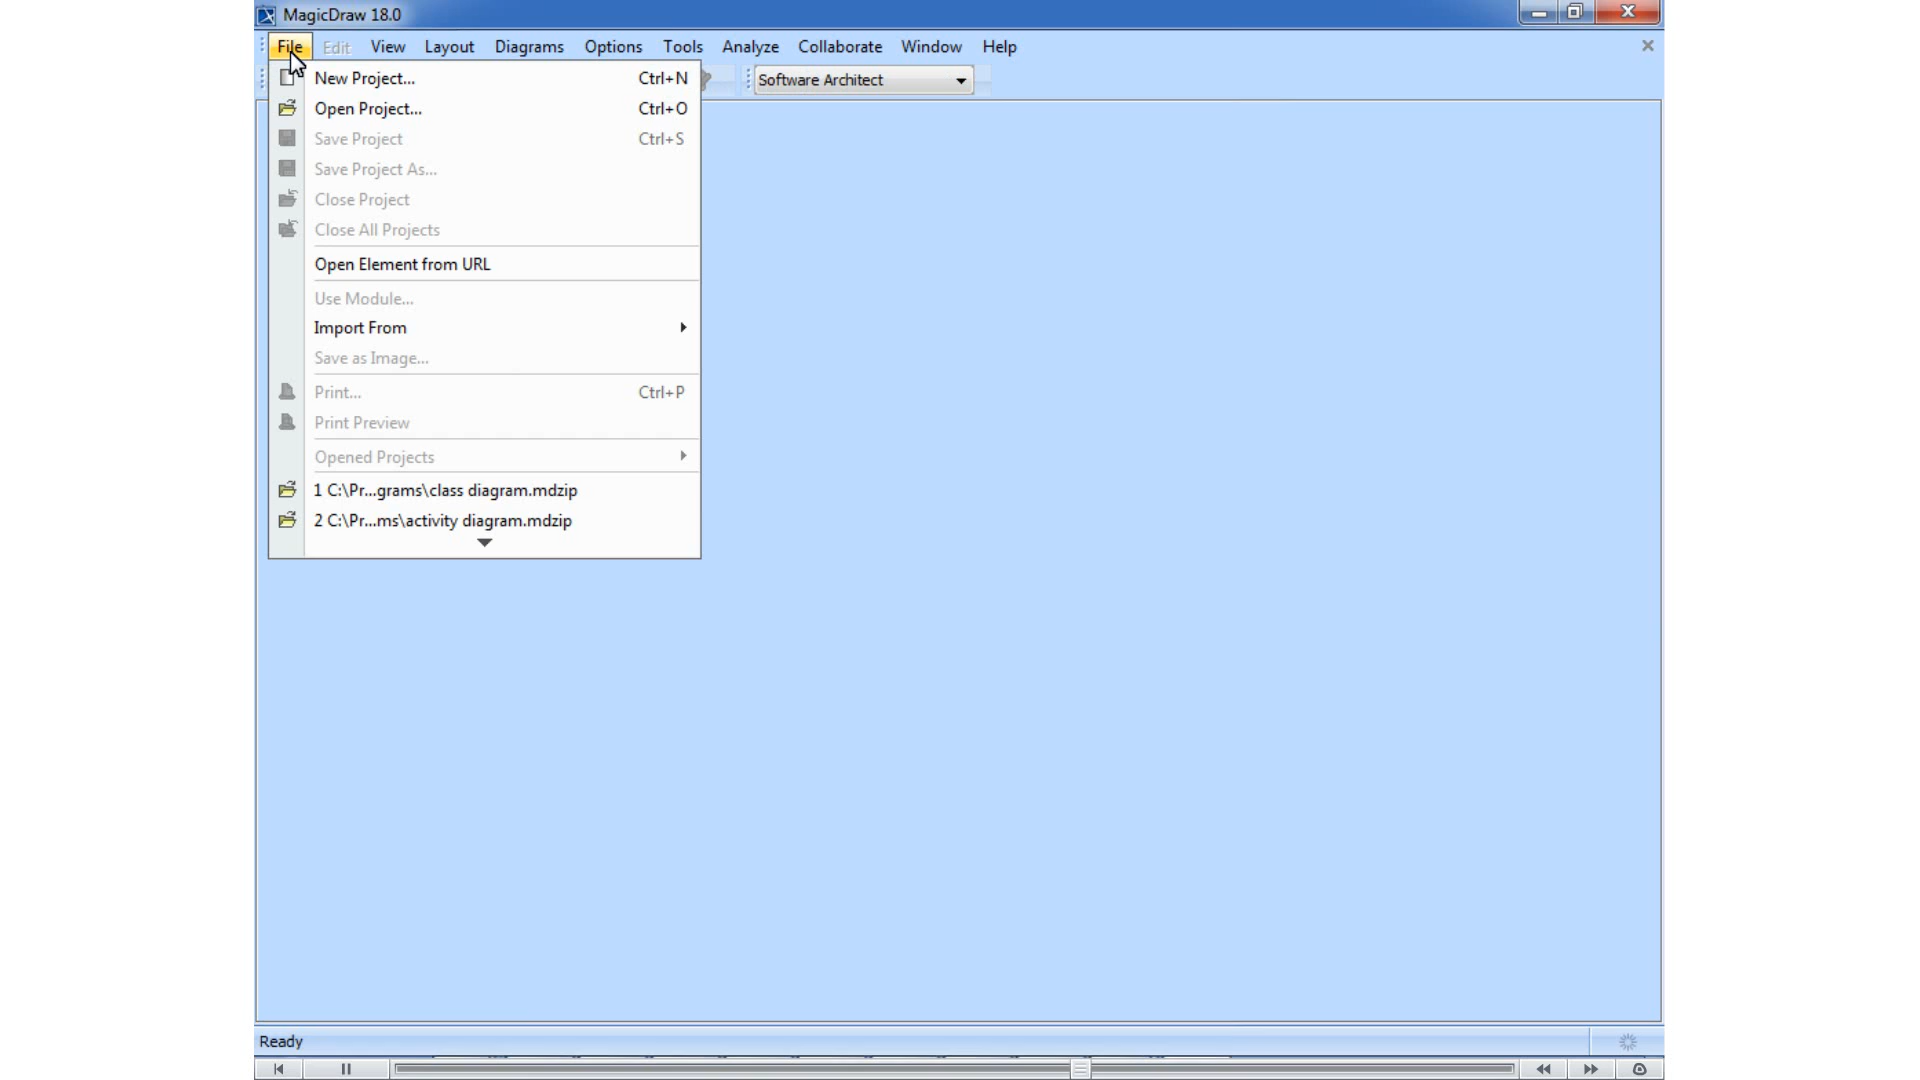 MagicDraw 18.0
File Edit View Layout Diagrams Options Tools Analyze Collaborate Window Help
Software Architect
New Project... Ctrl+N
Open Project... Ctrl+O
Save Project Ctrl+S
Save Project As...
Close Project
Close All Projects
Open Element from URL
Use Module...
Import From
Save as Image...
Print... Ctrl+P
Print Preview
Opened Projects
1 C:\Pr...grams\class diagram.mdzip
2 C:\Pr...ms\activity diagram.mdzip
Ready